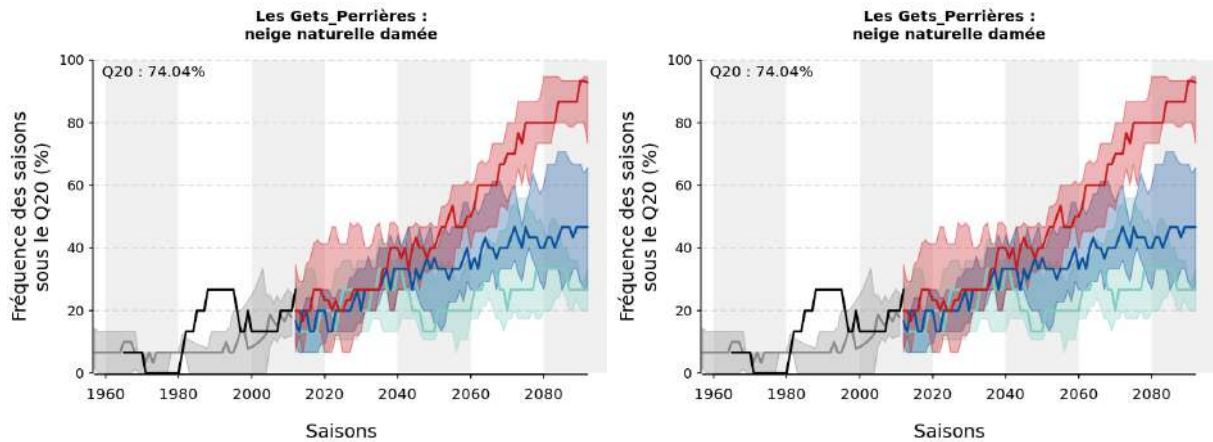 Les Gets_Perrières :
neige naturelle damée
Q20 : 74.04%
Fréquence des saisons
sous le Q20 (%)
100
80
60
40
20
0
1960 1980 2000 2020 2040 2060 2080
Saisons
Les Gets_Perrières :
neige naturelle damée
Q20 : 74.04%
Fréquence des saisons
sous le Q20 (%)
100
80
60
40
20
0
1960 1980 2000 2020 2040 2060 2080
Saisons